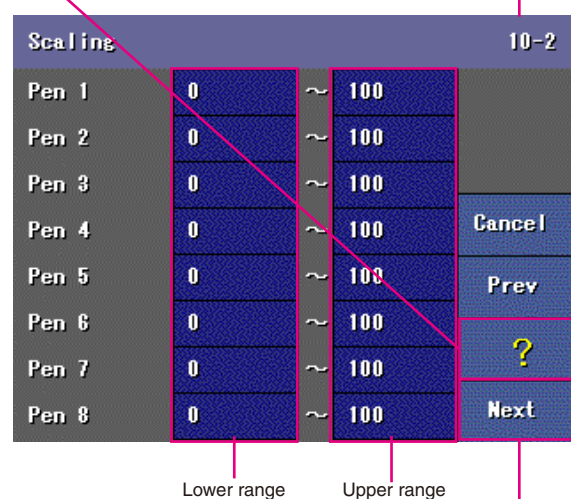 Scaling 10-2
Pen 1 0 ~ 100
Pen 2 0 ~ 100
Pen 3 0 ~ 100
Pen 4 0 ~ 100 Cancel
Pen 5 0 ~ 100 Prev
Pen 6 0 ~ 100 ?
Pen 7 0 ~ 100
Pen 8 0 ~ 100 Next
Lower range Upper range